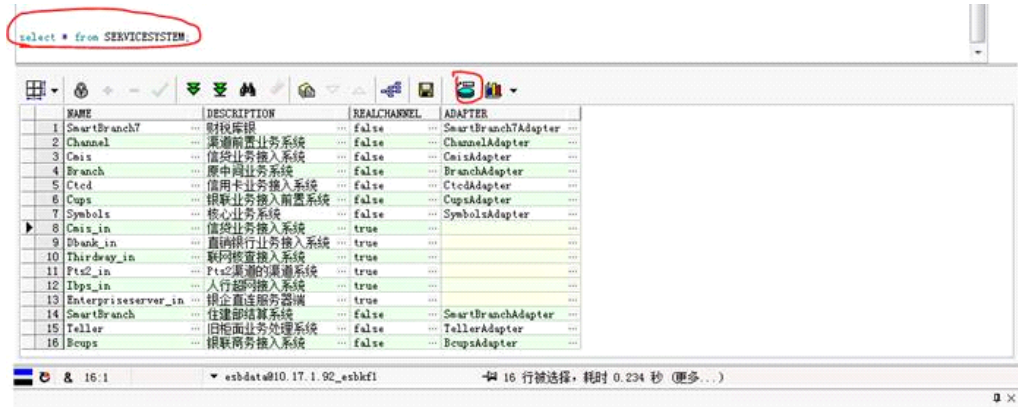 select * from SERVICESYSTEM;
NAME DESCRIPTION REALCHANNEL ADAPTER
1 SmartBranch7 ··· 财税库银 ··· false ··· SmartBranch7Adapter ···
2 Channel ··· 渠道前置业务系统 ··· false ··· ChannelAdapter ···
3 Cmis ··· 信贷业务接入系统 ··· false ··· CmisAdapter ···
4 Branch ··· 原中间业务系统 ··· false ··· BranchAdapter ···
5 Ctcd ··· 信用卡业务接入系统 ··· false ··· CtcdAdapter ···
6 Cups ··· 银联业务接入前置系统 ··· false ··· CupsAdapter ···
7 Symbols ··· 核心业务系统 ··· false ··· SymbolsAdapter ···
8 Cmis_in ··· 信贷业务接入系统 ··· true ··· ···
9 Dbank_in ··· 直销银行业务接入系统 ··· true ··· ···
10 Thirdway_in ··· 联网核查接入系统 ··· true ··· ···
11 Pts2_in ··· Pts2渠道的渠道系统 ··· true ··· ···
12 Ibps_in ··· 人行超网接入系统 ··· true ··· ···
13 Enterpriseserver_in ··· 银企直连服务器端 ··· true ··· ···
14 SmartBranch ··· 住建部结算系统 ··· false ··· SmartBranchAdapter ···
15 Teller ··· 旧柜面业务处理系统 ··· false ··· TellerAdapter ···
16 Bcups ··· 银联商务接入系统 ··· false ··· BcupsAdapter ···
& 16:1 esbdata@10.17.1.92_esbkf1 16 行被选择，耗时 0.234 秒 (更多...)